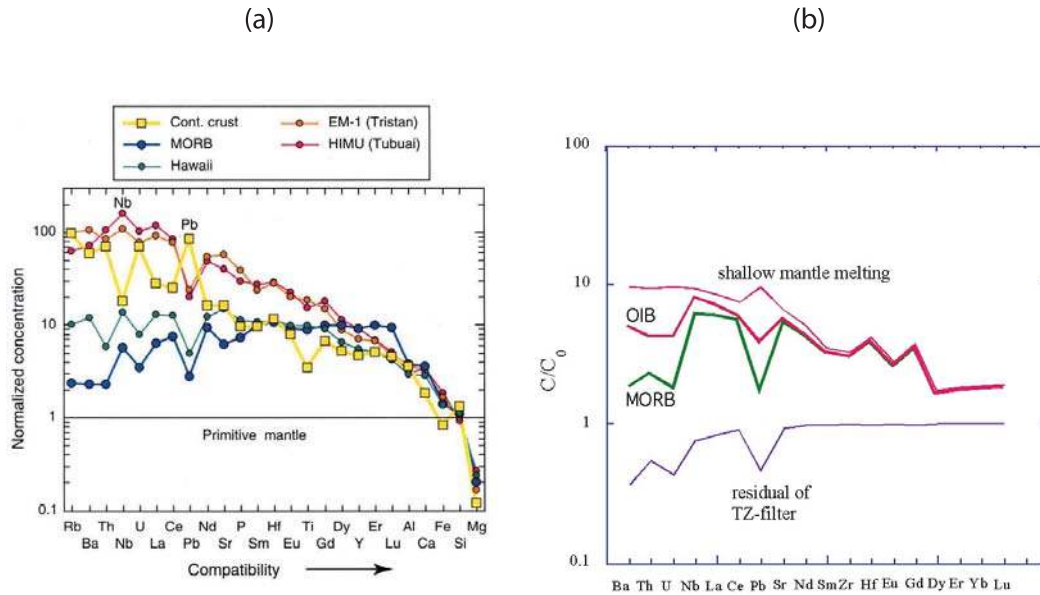 (a)
(b)
Cont. crust
MORB
Hawaii
EM-1 (Tristan)
HIMU (Tubuai)
Normalized concentration
100
10
1
0.1
Nb
Pb
Primitive mantle
Rb Th U Ce Nd P Hf Ti Dy Er Al Fe Mg
Ba Nb La Pb Sr Sm Eu Gd Y Lu Ca Si
Compatibility
C/C0
100
10
1
0.1
shallow mantle melting
OIB
MORB
residual of
TZ-filter
Ba Th U Nb La Ce Pb Sr Nd Sm Zr Hf Eu Gd Dy Er Yb Lu